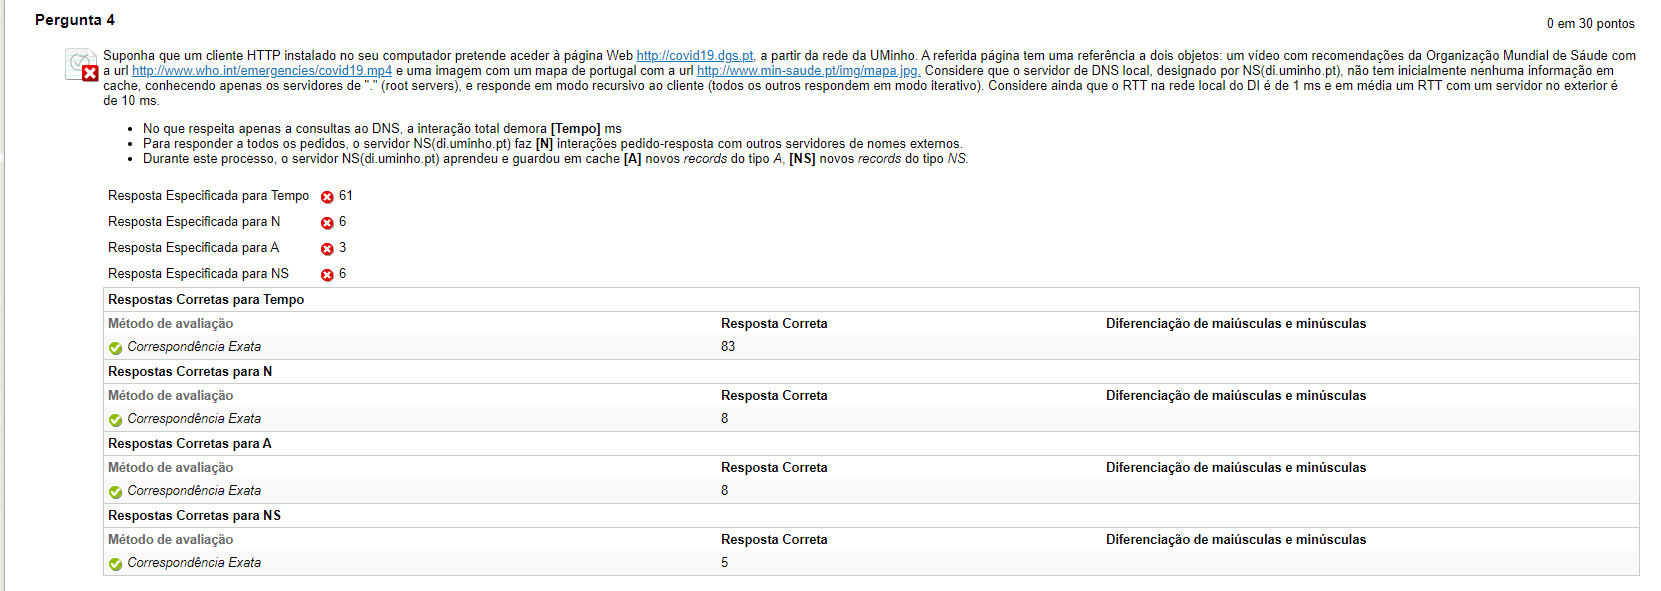 Pergunta 4
0 em 30 pontos
Suponha que um cliente HTTP instalado no seu computador pretende aceder à página Web http://covid19.dgs.pt, a partir da rede da UMinho. A referida página tem uma referência a dois objetos: um vídeo com recomendações da Organização Mundial de Sáude com
a url http://www.who.int/emergencies/covid19.mp4 e uma imagem com um mapa de portugal com a url http://www.min-saude.pt/img/mapa.jpg. Considere que o servidor de DNS local, designado por NS(di.uminho.pt), não tem inicialmente nenhuma informação em
cache, conhecendo apenas os servidores de "." (root servers), e responde em modo recursivo ao cliente (todos os outros respondem em modo iterativo). Considere ainda que o RTT na rede local do DI é de 1 ms e em média um RTT com um servidor no exterior é
de 10 ms.
• No que respeita apenas a consultas ao DNS, a interação total demora [Tempo] ms
• Para responder a todos os pedidos, o servidor NS(di.uminho.pt) faz [N] interações pedido-resposta com outros servidores de nomes externos.
• Durante este processo, o servidor NS(di.uminho.pt) aprendeu e guardou em cache [A] novos records do tipo A, [NS] novos records do tipo NS.
Resposta Especificada para Tempo 61
Resposta Especificada para N 6
Resposta Especificada para A 3
Resposta Especificada para NS 6
Respostas Corretas para Tempo
Método de avaliação Resposta Correta Diferenciação de maiúsculas e minúsculas
Correspondência Exata 83
Respostas Corretas para N
Método de avaliação Resposta Correta Diferenciação de maiúsculas e minúsculas
Correspondência Exata 8
Respostas Corretas para A
Método de avaliação Resposta Correta Diferenciação de maiúsculas e minúsculas
Correspondência Exata 8
Respostas Corretas para NS
Método de avaliação Resposta Correta Diferenciação de maiúsculas e minúsculas
Correspondência Exata 5